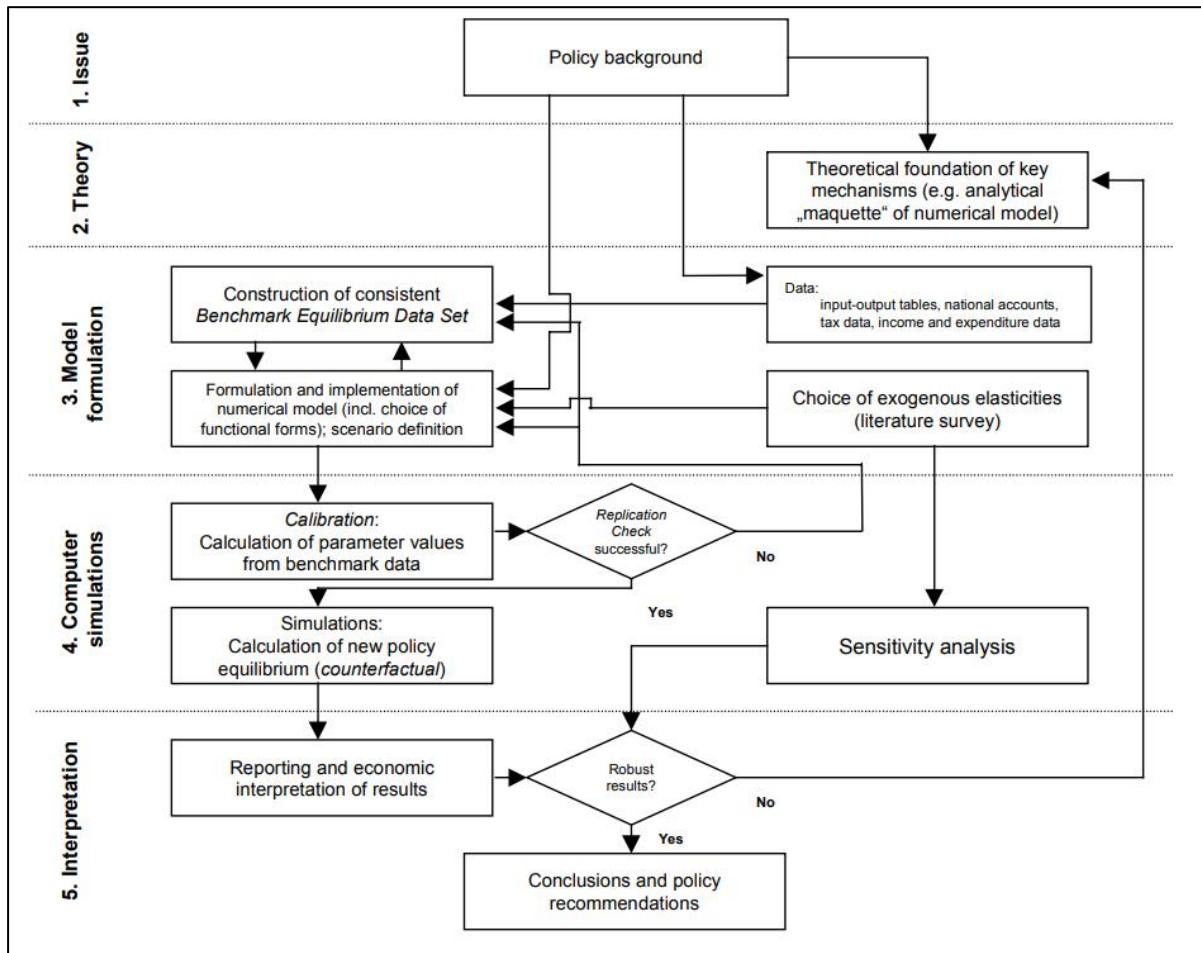 1. Issue
Policy background
2. Theory
Theoretical foundation of key
mechanisms (e.g. analytical
„maquette“ of numerical model)
3. Model
formulation
Construction of consistent
Benchmark Equilibrium Data Set
Data:
input-output tables, national accounts,
tax data, income and expenditure data
Formulation and implementation of
numerical model (incl. choice of
functional forms); scenario definition
Choice of exogenous elasticities
(literature survey)
4. Computer
simulations
Calibration:
Calculation of parameter values
from benchmark data
Replication
Check
successful?
No
Yes
Simulations:
Calculation of new policy
equilibrium (counterfactual)
Sensitivity analysis
5. Interpretation
Reporting and economic
interpretation of results
Robust
results?
No
Yes
Conclusions and policy
recommendations